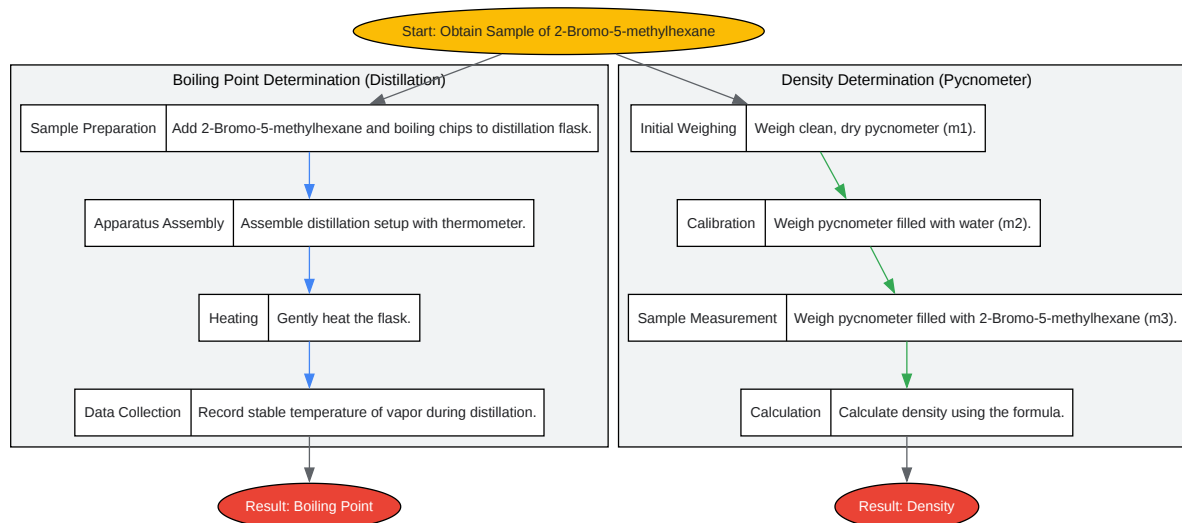 Start: Obtain Sample of 2-Bromo-5-methylhexane
Boiling Point Determination (Distillation)
Sample Preparation
Add 2-Bromo-5-methylhexane and boiling chips to distillation flask.
Apparatus Assembly
Assemble distillation setup with thermometer.
Heating
Gently heat the flask.
Data Collection
Record stable temperature of vapor during distillation.
Result: Boiling Point
Density Determination (Pycnometer)
Initial Weighing
Weigh clean, dry pycnometer (m1).
Calibration
Weigh pycnometer filled with water (m2).
Sample Measurement
Weigh pycnometer filled with 2-Bromo-5-methylhexane (m3).
Calculation
Calculate density using the formula.
Result: Density